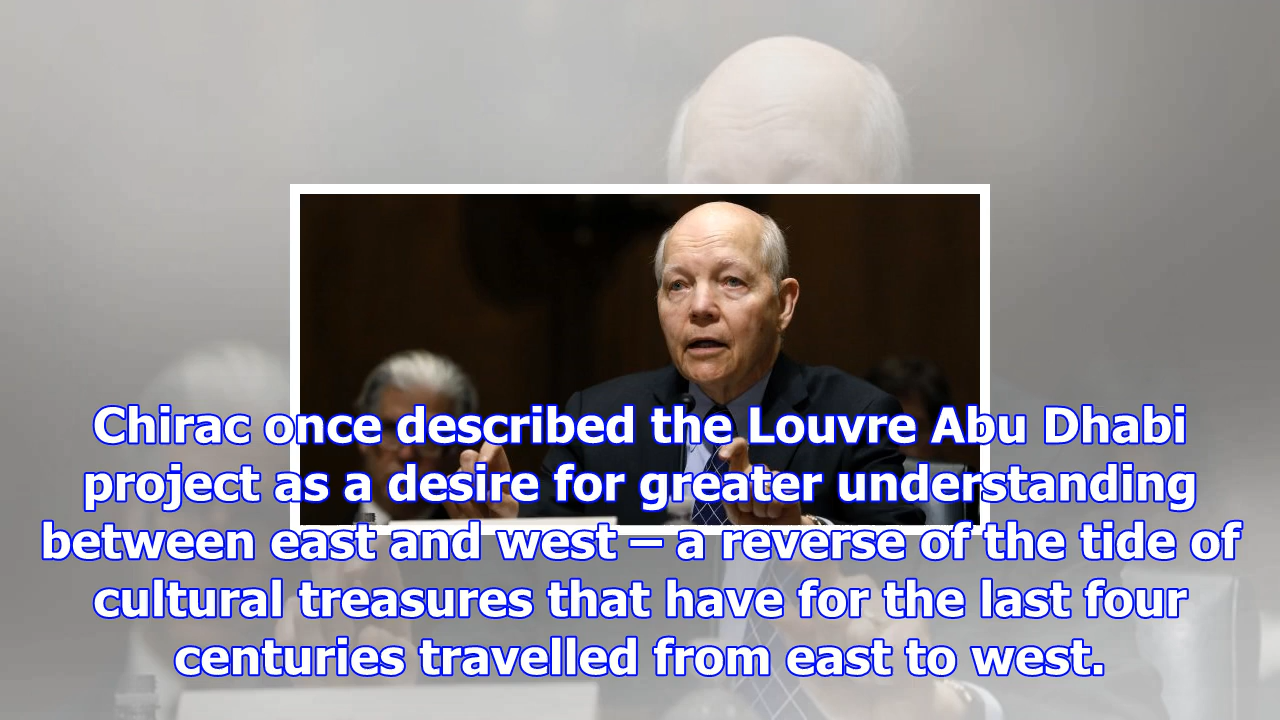 Chirac once described the Louvre Abu Dhabi
project as a desire for greater understanding
between east and west – a reverse of the tide of
cultural treasures that have for the last four
centuries travelled from east to west.